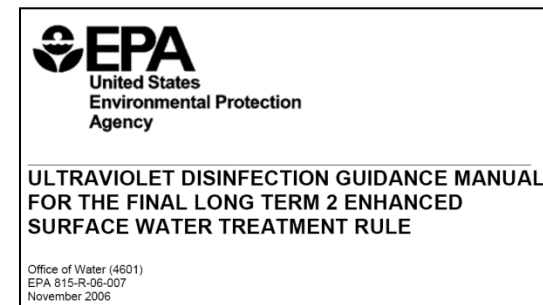 EPA
United States
Environmental Protection
Agency
ULTRAVIOLET DISINFECTION GUIDANCE MANUAL
FOR THE FINAL LONG TERM 2 ENHANCED
SURFACE WATER TREATMENT RULE
Office of Water (4601)
EPA 815-R-06-007
November 2006